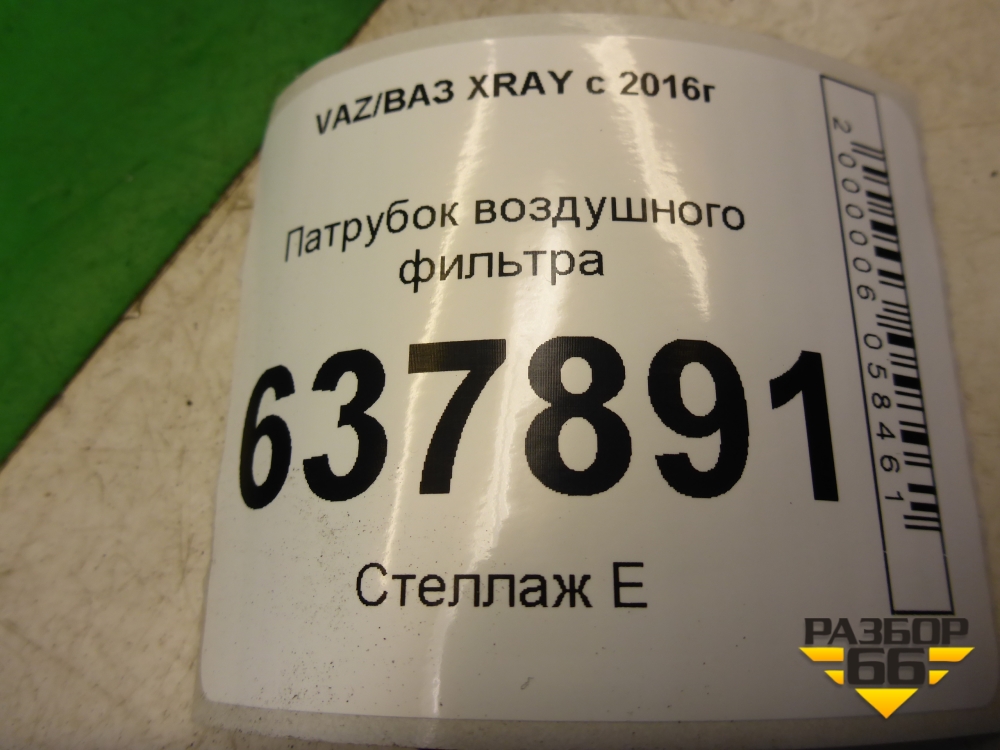 VAZ/ВАЗ XRAY с 2016г
Патрубок воздушного
фильтра
637891
Стеллаж Е
2000006058461
РАЗБОР
66